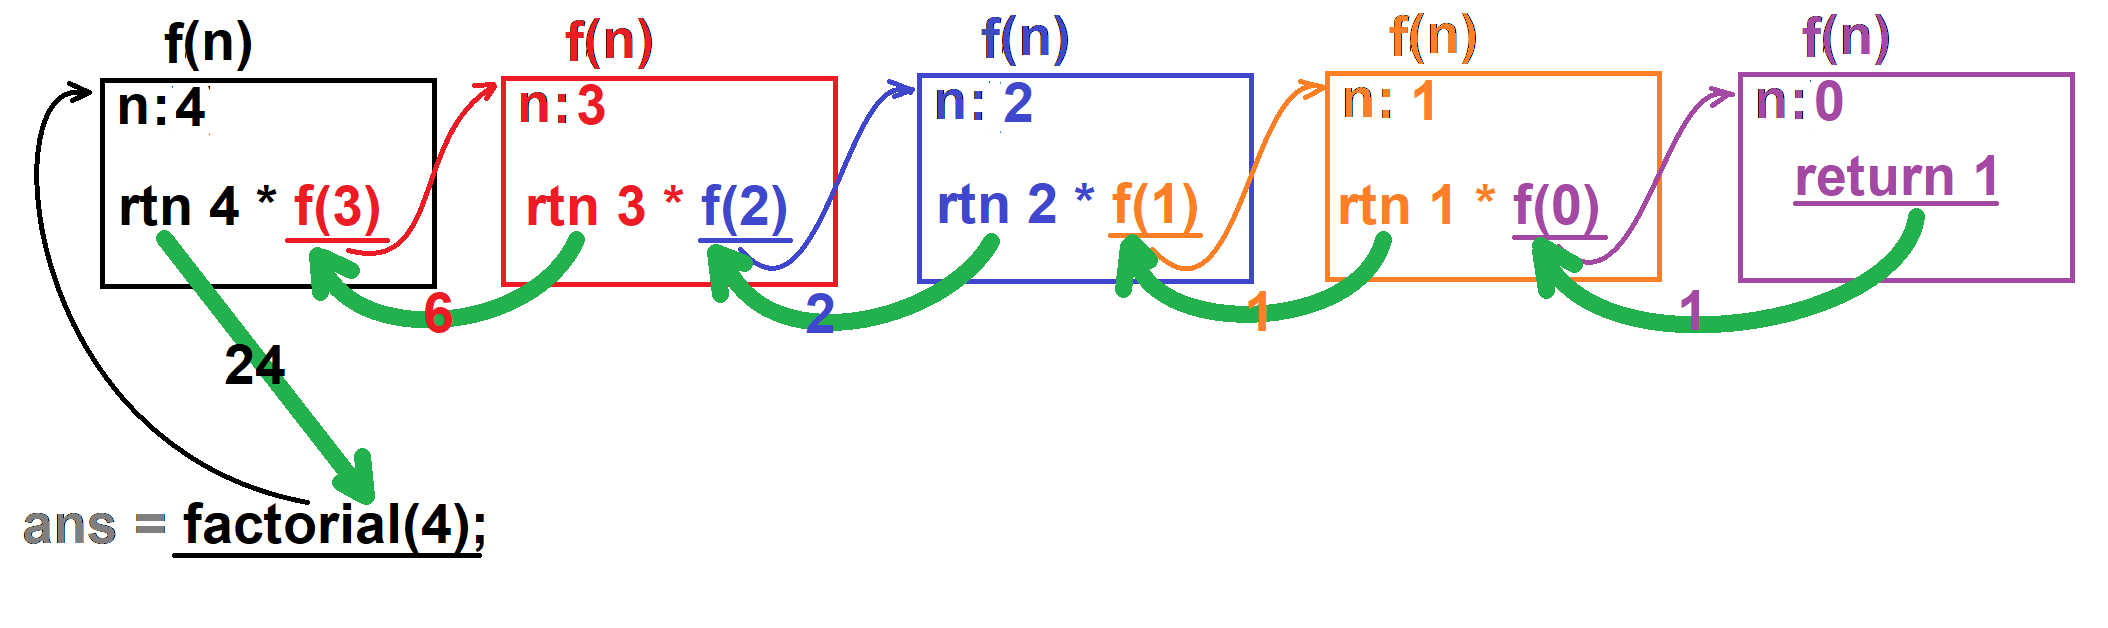 f(n) f(n) f(n) f(n) f(n)
n:4 n:3 n: 2 n: 1 n:0
return 1
rtn 4 * f(3) rtn 3 * f(2) rtn 2 * f(1) rtn 1 * f(0)
6 2 1 1
24
ans = factorial(4);